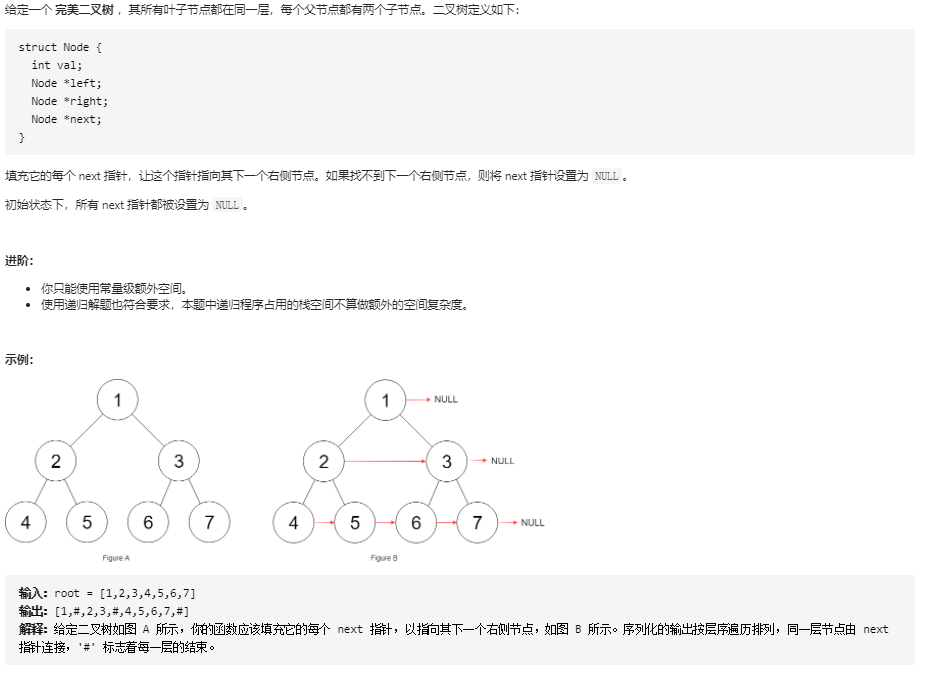 给定一个 完美二叉树 ，其所有叶子节点都在同一层，每个父节点都有两个子节点。二叉树定义如下：
struct Node {
  int val;
  Node *left;
  Node *right;
  Node *next;
}
填充它的每个 next 指针，让这个指针指向其下一个右侧节点。如果找不到下一个右侧节点，则将 next 指针设置为 NULL 。
初始状态下，所有 next 指针都被设置为 NULL 。
进阶：
• 你只能使用常量级额外空间。
• 使用递归解题也符合要求，本题中递归程序占用的栈空间不算做额外的空间复杂度。
示例：
1
2 3
4 5 6 7
Figure A
1 NULL
2 3 NULL
4 5 6 7 NULL
Figure B
输入：root = [1,2,3,4,5,6,7]
输出：[1,#,2,3,#,4,5,6,7,#]
解释：给定二叉树如图 A 所示，你的函数应该填充它的每个 next 指针，以指向其下一个右侧节点，如图 B 所示。序列化的输出按层序遍历排列，同一层节点由 next
指针连接，'#' 标志着每一层的结束。